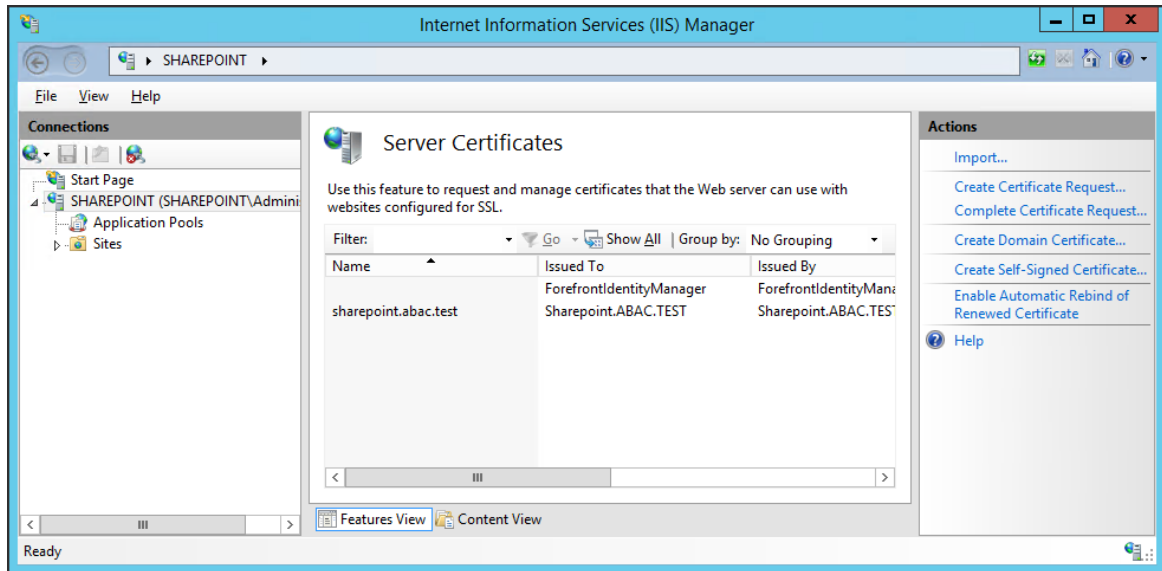 Internet Information Services (IIS) Manager
SHAREPOINT
File View Help
Connections
Start Page
SHAREPOINT (SHAREPOINT\Admini
Application Pools
Sites
Server Certificates
Use this feature to request and manage certificates that the Web server can use with
websites configured for SSL.
Filter: Go Show All Group by: No Grouping
Name Issued To Issued By
ForefrontIdentityManager ForefrontIdentityMana
sharepoint.abac.test Sharepoint.ABAC.TEST Sharepoint.ABAC.TES
Features View Content View
Actions
Import...
Create Certificate Request...
Complete Certificate Request...
Create Domain Certificate...
Create Self-Signed Certificate...
Enable Automatic Rebind of
Renewed Certificate
Help
Ready